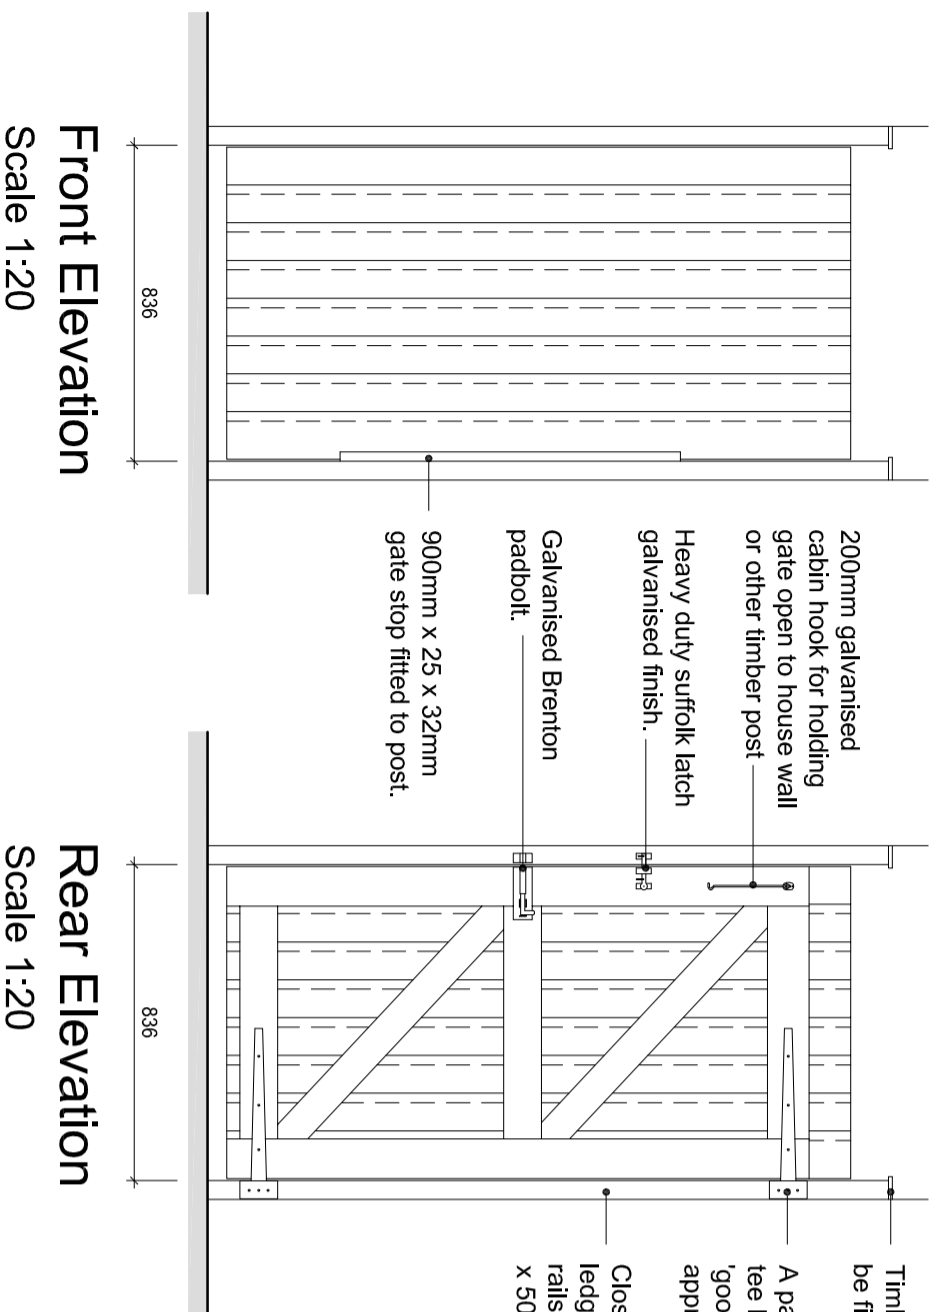 200mm galvanised
cabin hook for holding
gate open to house wall
or other timber post
Heavy duty suffolk latch
galvanised finish.
Galvanised Brenton
padbolt.
900mm x 25 x 32mm
gate stop fitted to post.
836
Front Elevation
Scale 1:20
be fi
A pa
tee
'goo
appr
Clos
ledg
rails
x 50
836
Rear Elevation
Scale 1:20